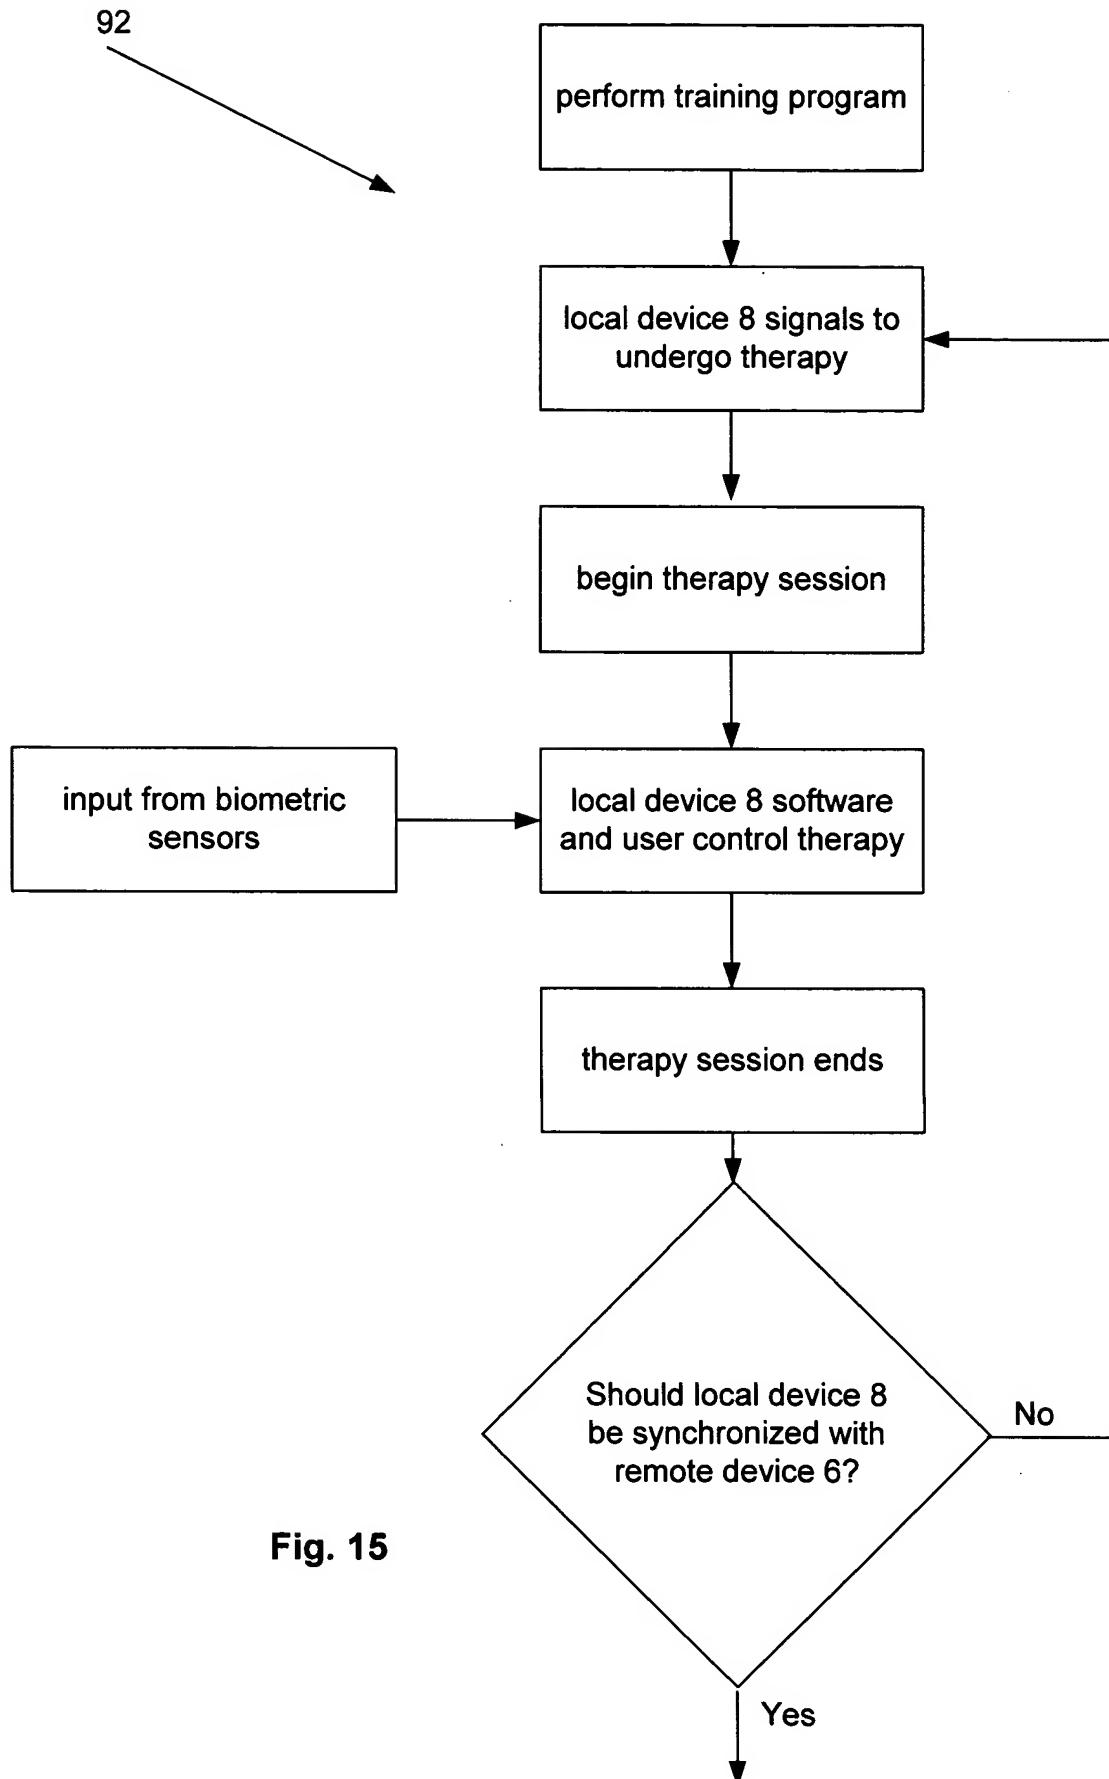 92
perform training program
local device 8 signals to
undergo therapy
begin therapy session
input from biometric
sensors
local device 8 software
and user control therapy
therapy session ends
Should local device 8
be synchronized with
remote device 6?
No
Fig. 15
Yes